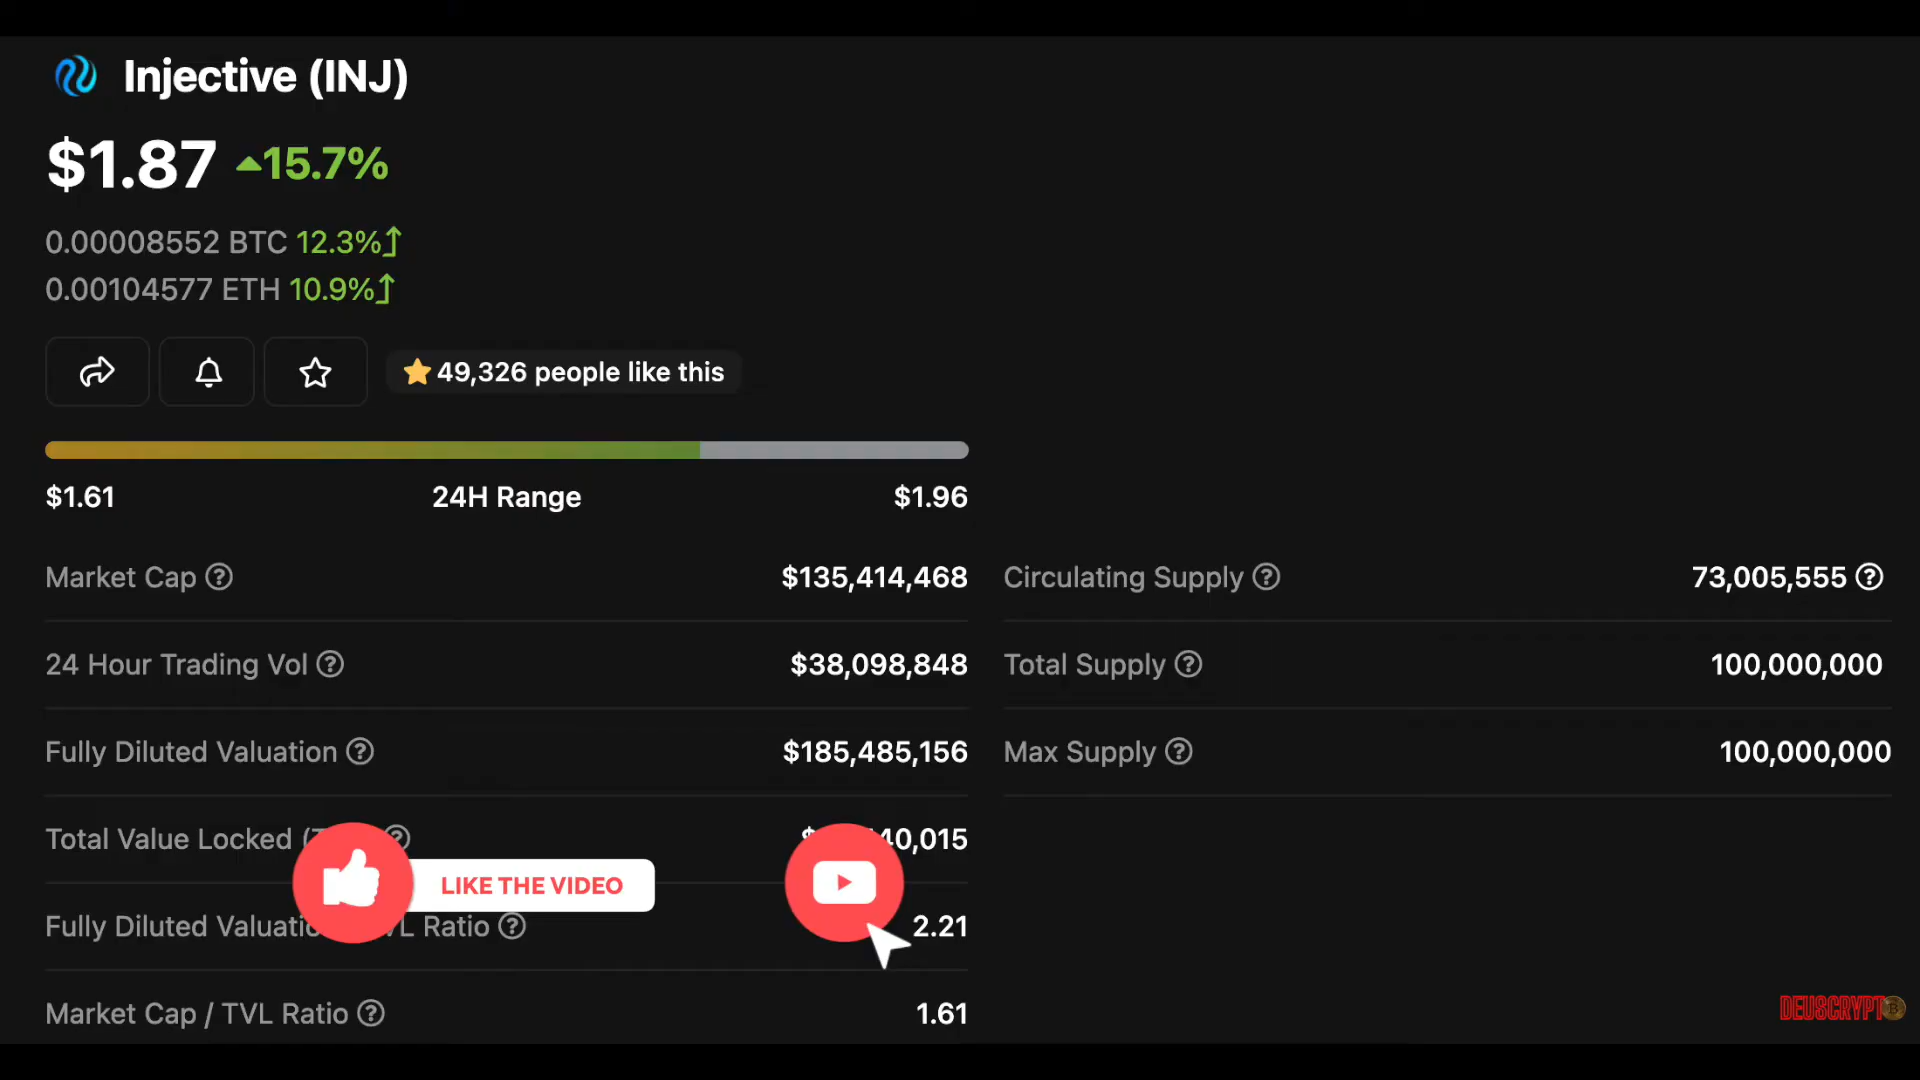 Injective (INJ)
$1.87 15.7%
0.00008552 BTC 12.3%
0.00104577 ETH 10.9%
49,326 people like this
$1.61 24H Range $1.96
Market Cap $135,414,468
Circulating Supply 73,005,555
24 Hour Trading Vol $38,098,848
Total Supply 100,000,000
Fully Diluted Valuation $185,485,156
Max Supply 100,000,000
Total Value Locked 40,015
LIKE THE VIDEO
Fully Diluted Ratio 2.21
Market Cap / TVL Ratio 1.61
DEUSCRYPT